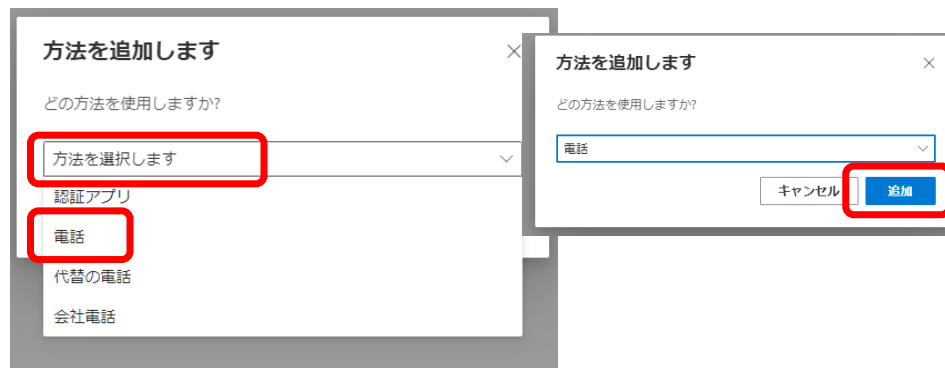 方法を追加します
どの方法を使用しますか?
方法を選択します
認証アプリ
電話
代替の電話
会社電話
方法を追加します
どの方法を使用しますか?
電話
キャンセル
追加